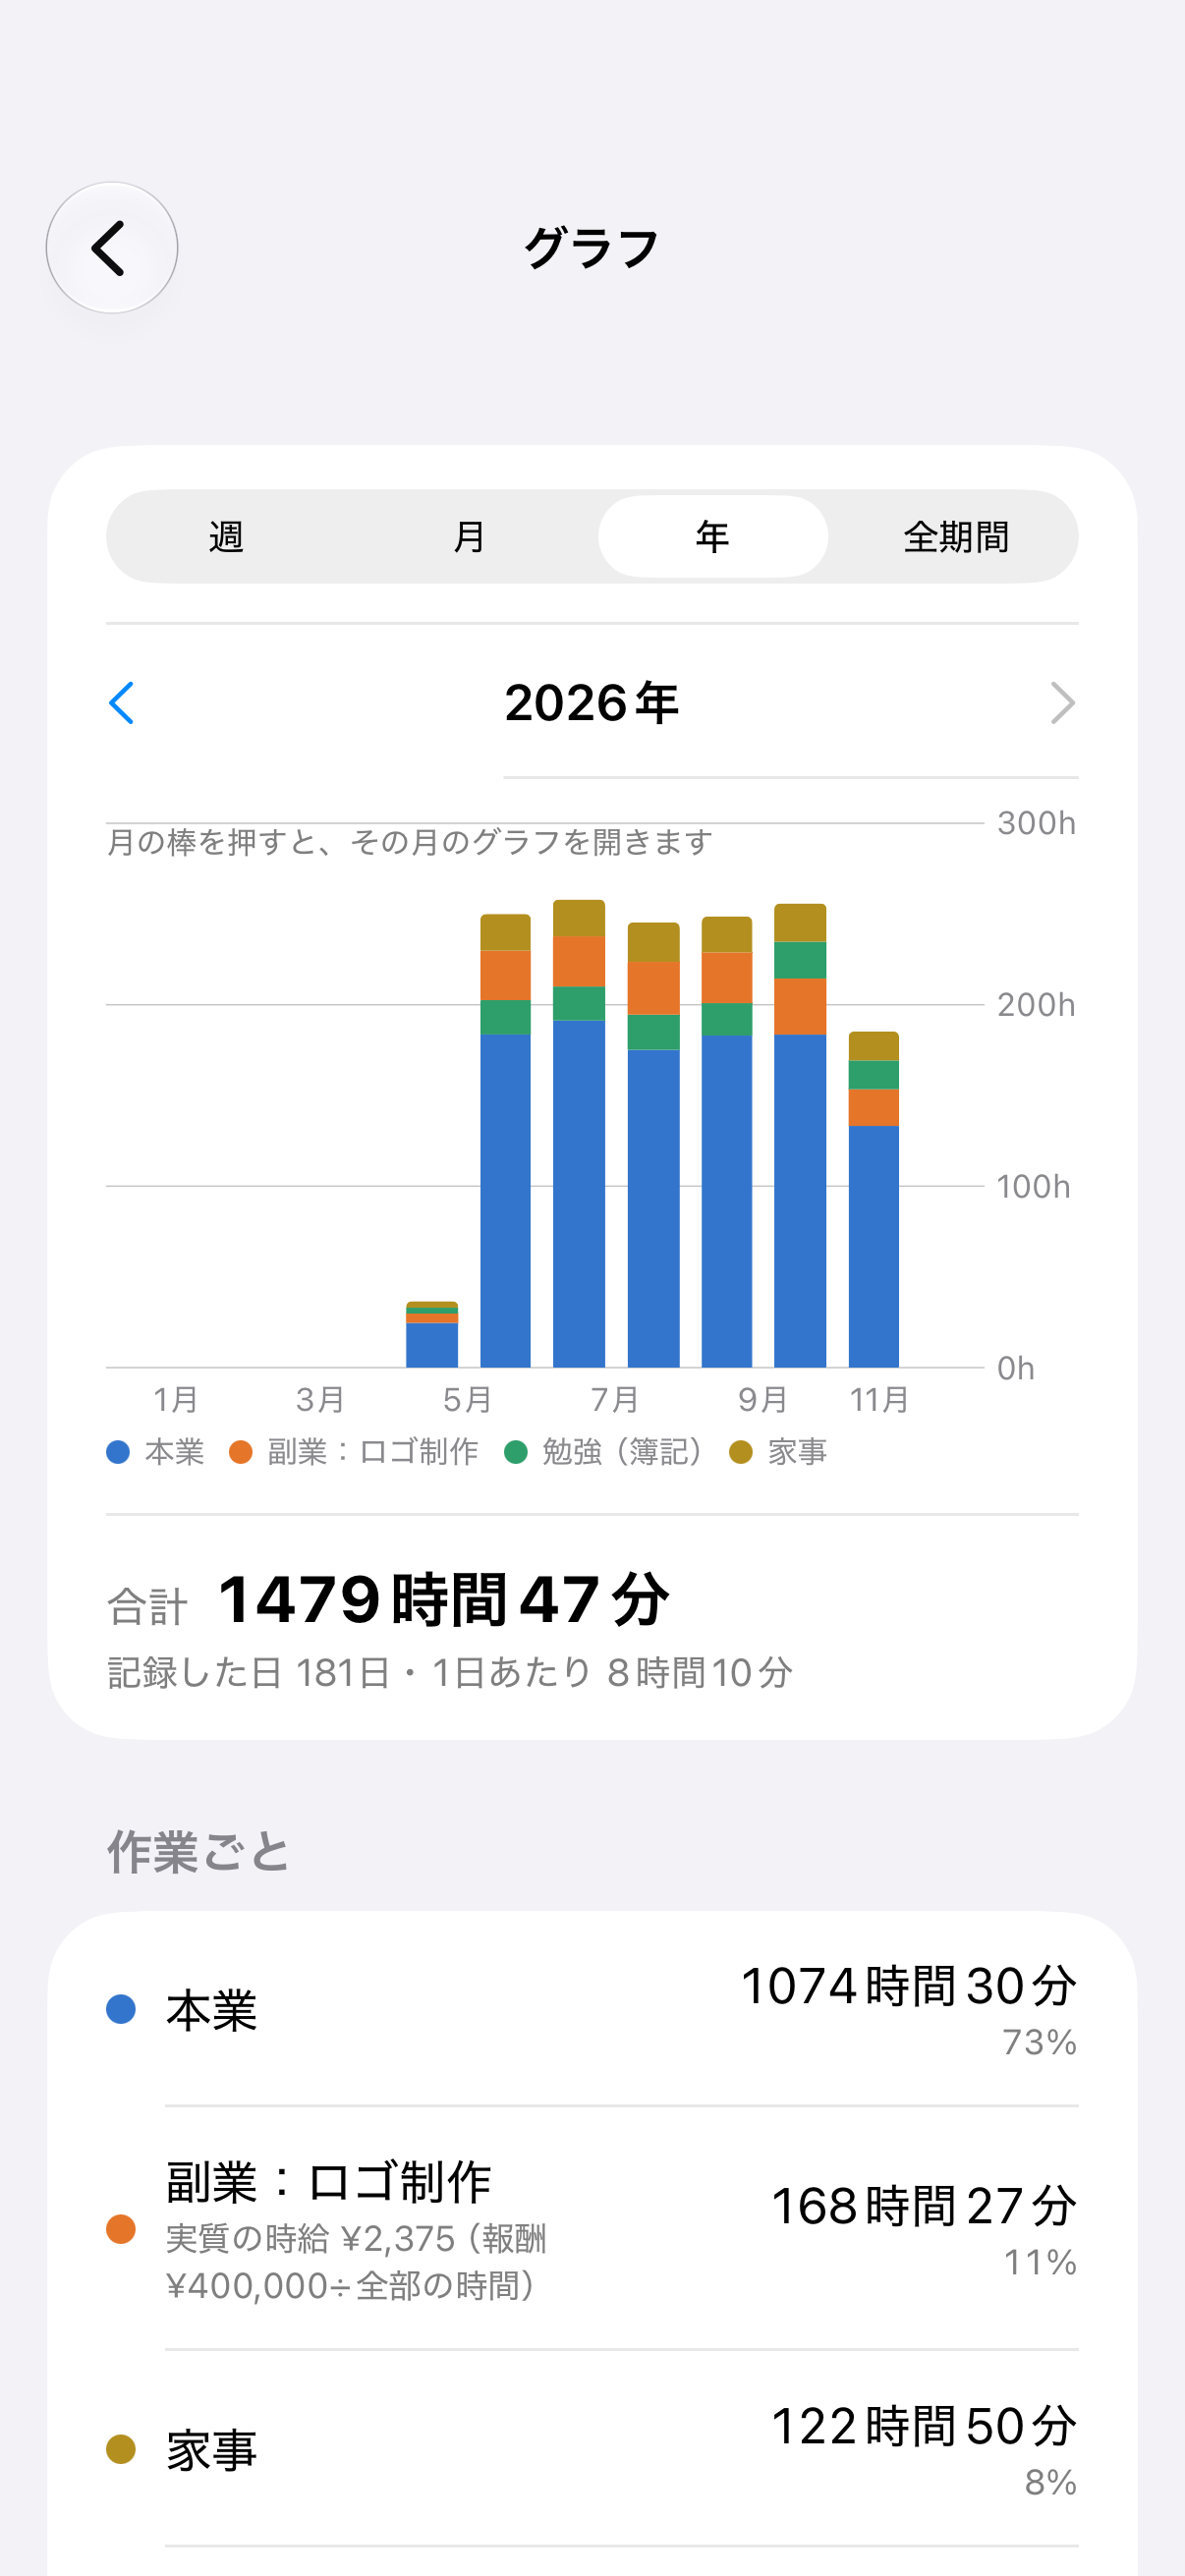 グラフ
週 月 年 全期間
2026年
300h
月の棒を押すと、その月のグラフを開きます
200h
100h
0h
1月 3月 5月 7月 9月 11月
本業 副業：ロゴ制作 勉強（簿記） 家事
合計 1479時間47分
記録した日 181日・1日あたり 8時間10分
作業ごと
本業
1074時間30分
73%
副業：ロゴ制作
実質の時給 ¥2,375（報酬
¥400,000÷全部の時間）
168時間27分
11%
家事
122時間50分
8%